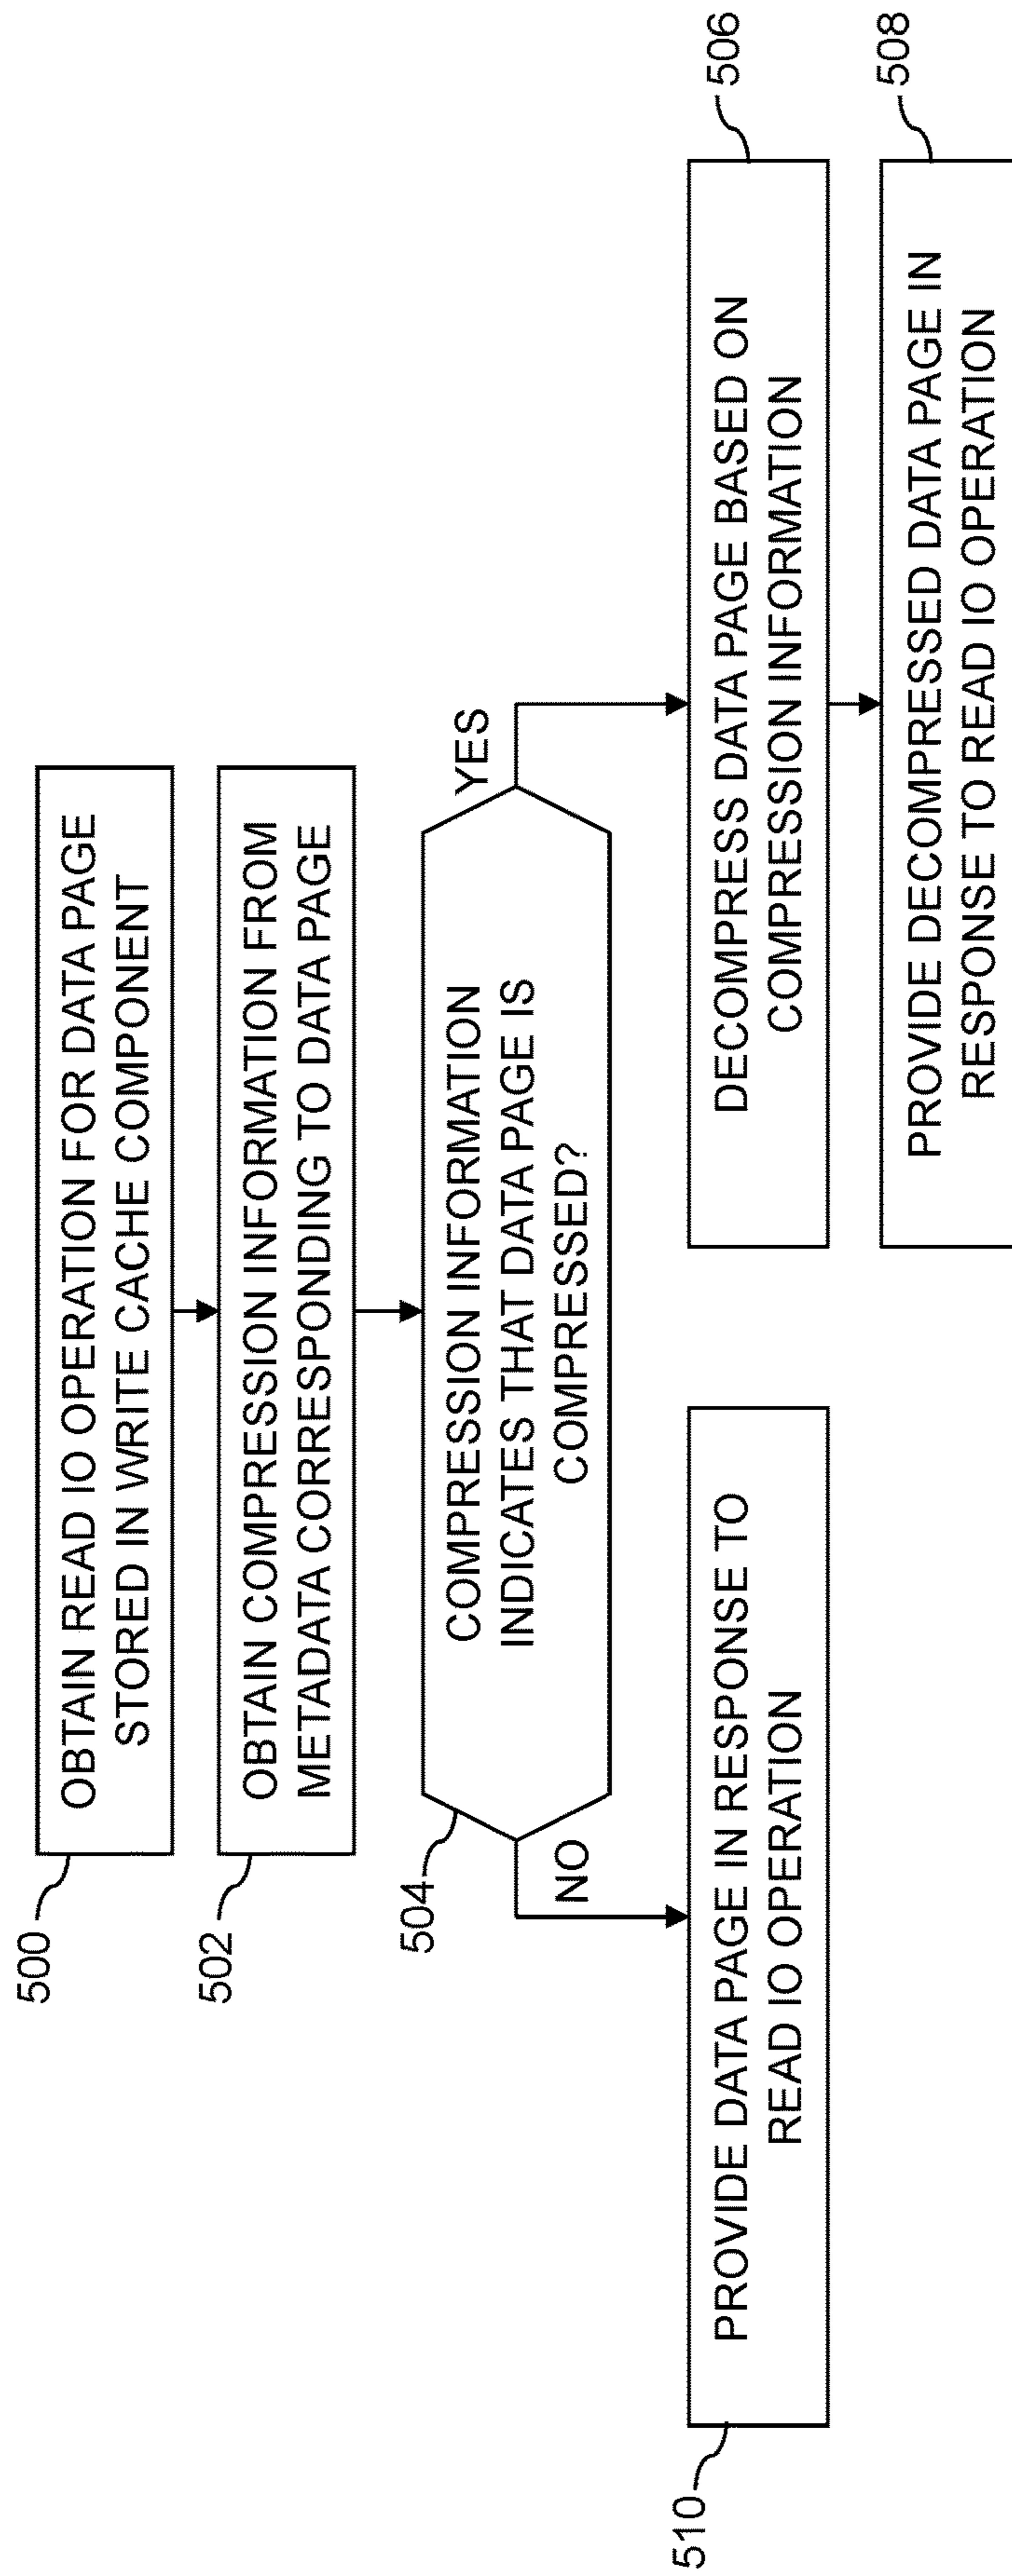 500
OBTAIN READ IO OPERATION FOR DATA PAGE
STORED IN WRITE CACHE COMPONENT
502
OBTAIN COMPRESSION INFORMATION FROM
METADATA CORRESPONDING TO DATA PAGE
504
COMPRESSION INFORMATION
INDICATES THAT DATA PAGE IS
COMPRESSED?
NO
YES
510
PROVIDE DATA PAGE IN RESPONSE TO
READ IO OPERATION
506
DECOMPRESS DATA PAGE BASED ON
COMPRESSION INFORMATION
508
PROVIDE DECOMPRESSED DATA PAGE IN
RESPONSE TO READ IO OPERATION